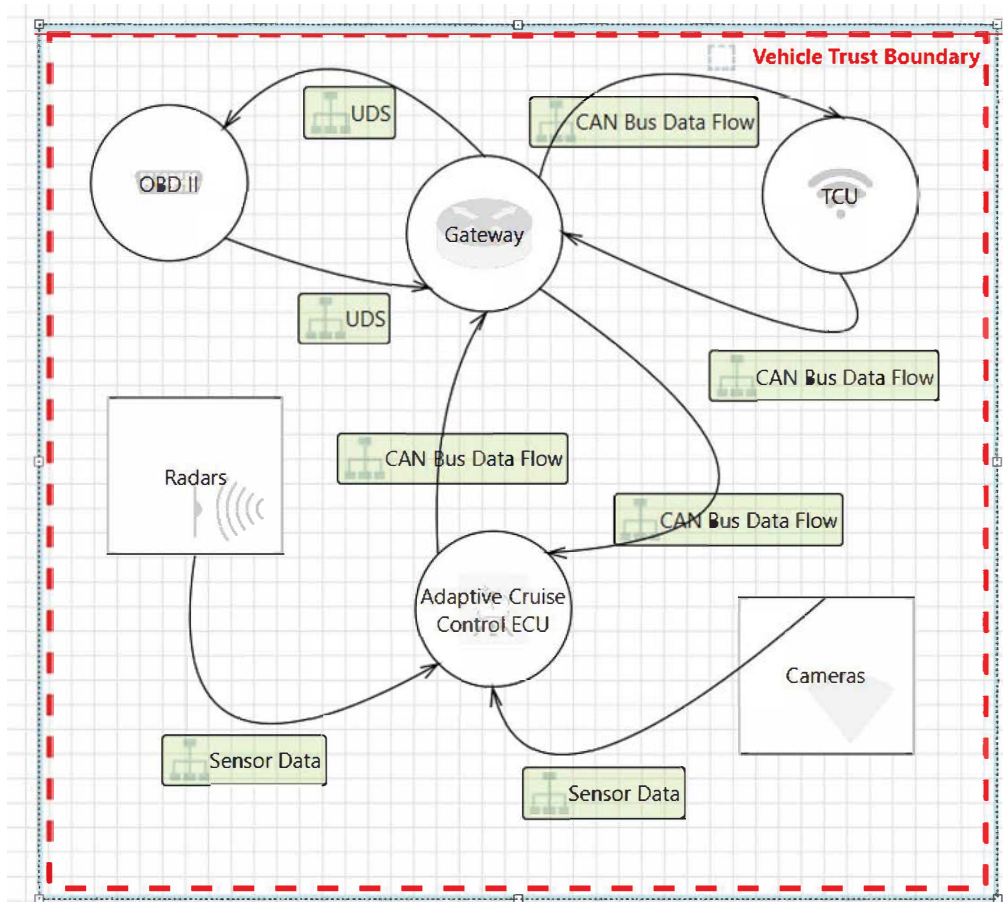 Vehicle Trust Boundary
UDS
CAN Bus Data Flow
OBD II
TCU
Gateway
UDS
CAN Bus Data Flow
CAN Bus Data Flow
Radars
CAN Bus Data Flow
Adaptive Cruise
Control ECU
Cameras
Sensor Data
Sensor Data